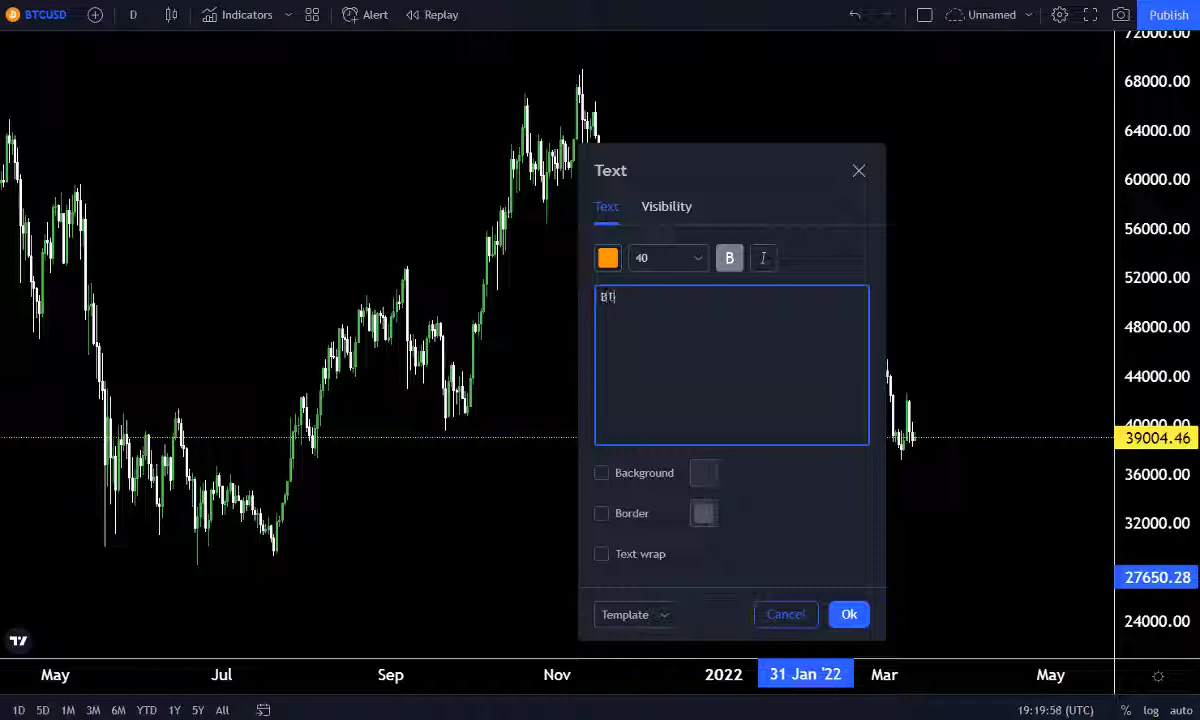 BTCUSD D Indicators Alert Replay Unnamed Publish
72000.00
68000.00
64000.00
60000.00
56000.00
52000.00
48000.00
44000.00
40000.00
39004.46
36000.00
32000.00
27650.28
24000.00
Text
Text Visibility
40 B I
BT
Background
Border
Text wrap
Template Cancel Ok
May Jul Sep Nov 2022 31 Jan '22 Mar May
1D 5D 1M 3M 6M YTD 1Y 5Y All 19:19:58 (UTC) % log auto